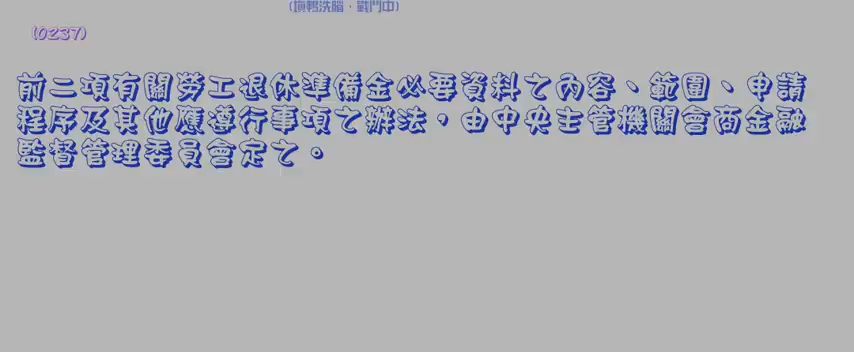 戰鬥中)
(0237)
前二項有關勞工退休準備金必要資料之內容、範圍、申請
程序及其他應遵行事項之辦法，由中央主管機關會商金融
監督管理委員會定之。